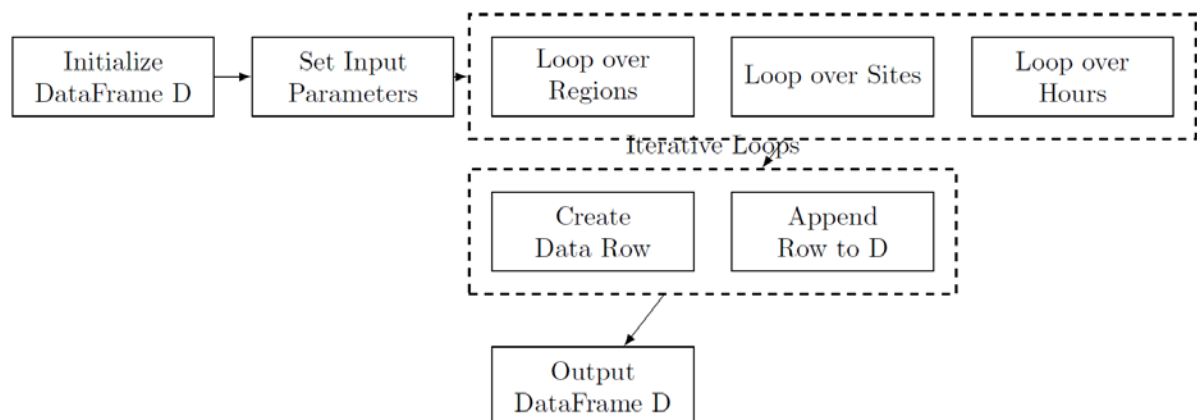 Initialize
DataFrame D
Set Input
Parameters
Loop over
Regions
Loop over Sites
Loop over
Hours
Iterative Loops
Create
Data Row
Append
Row to D
Output
DataFrame D